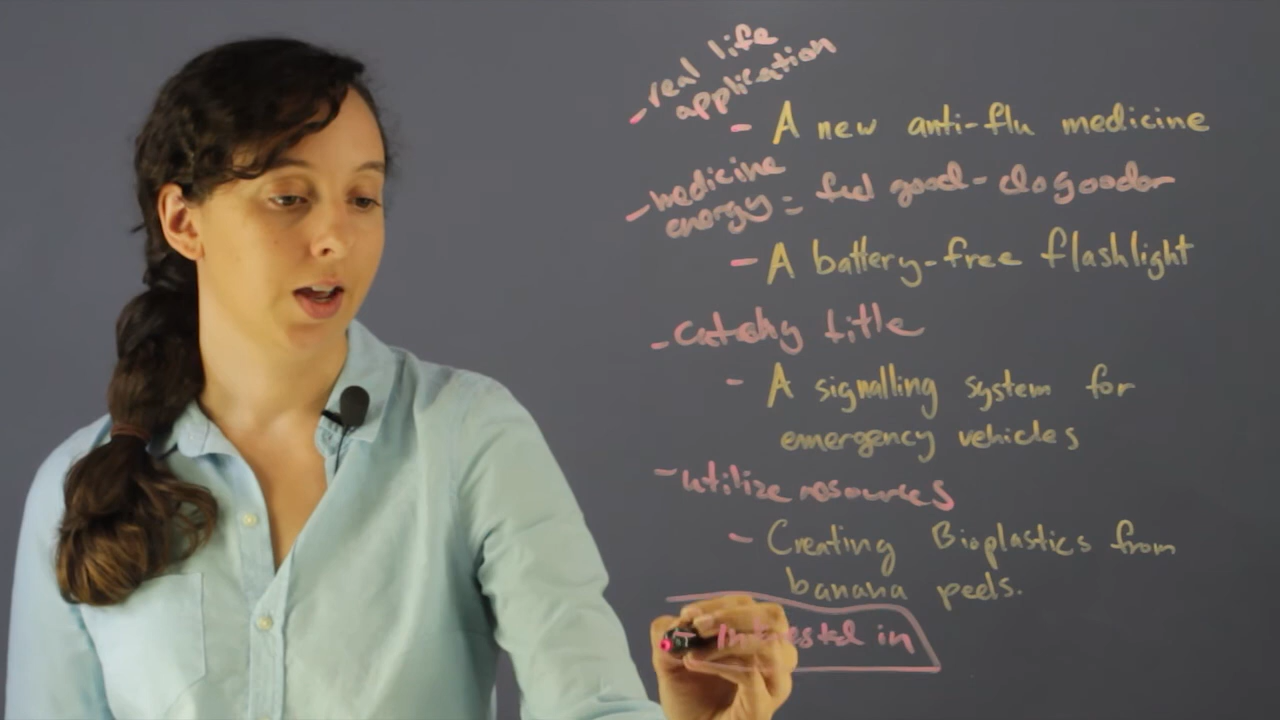 - real life
application
- A new anti-flu medicine
- medicine
energy = feel good - do gooder
- A battery-free flashlight
- Catchy title
- A signalling system for
emergency vehicles
- utilize resources
- Creating Bioplastics from
banana peels.
in